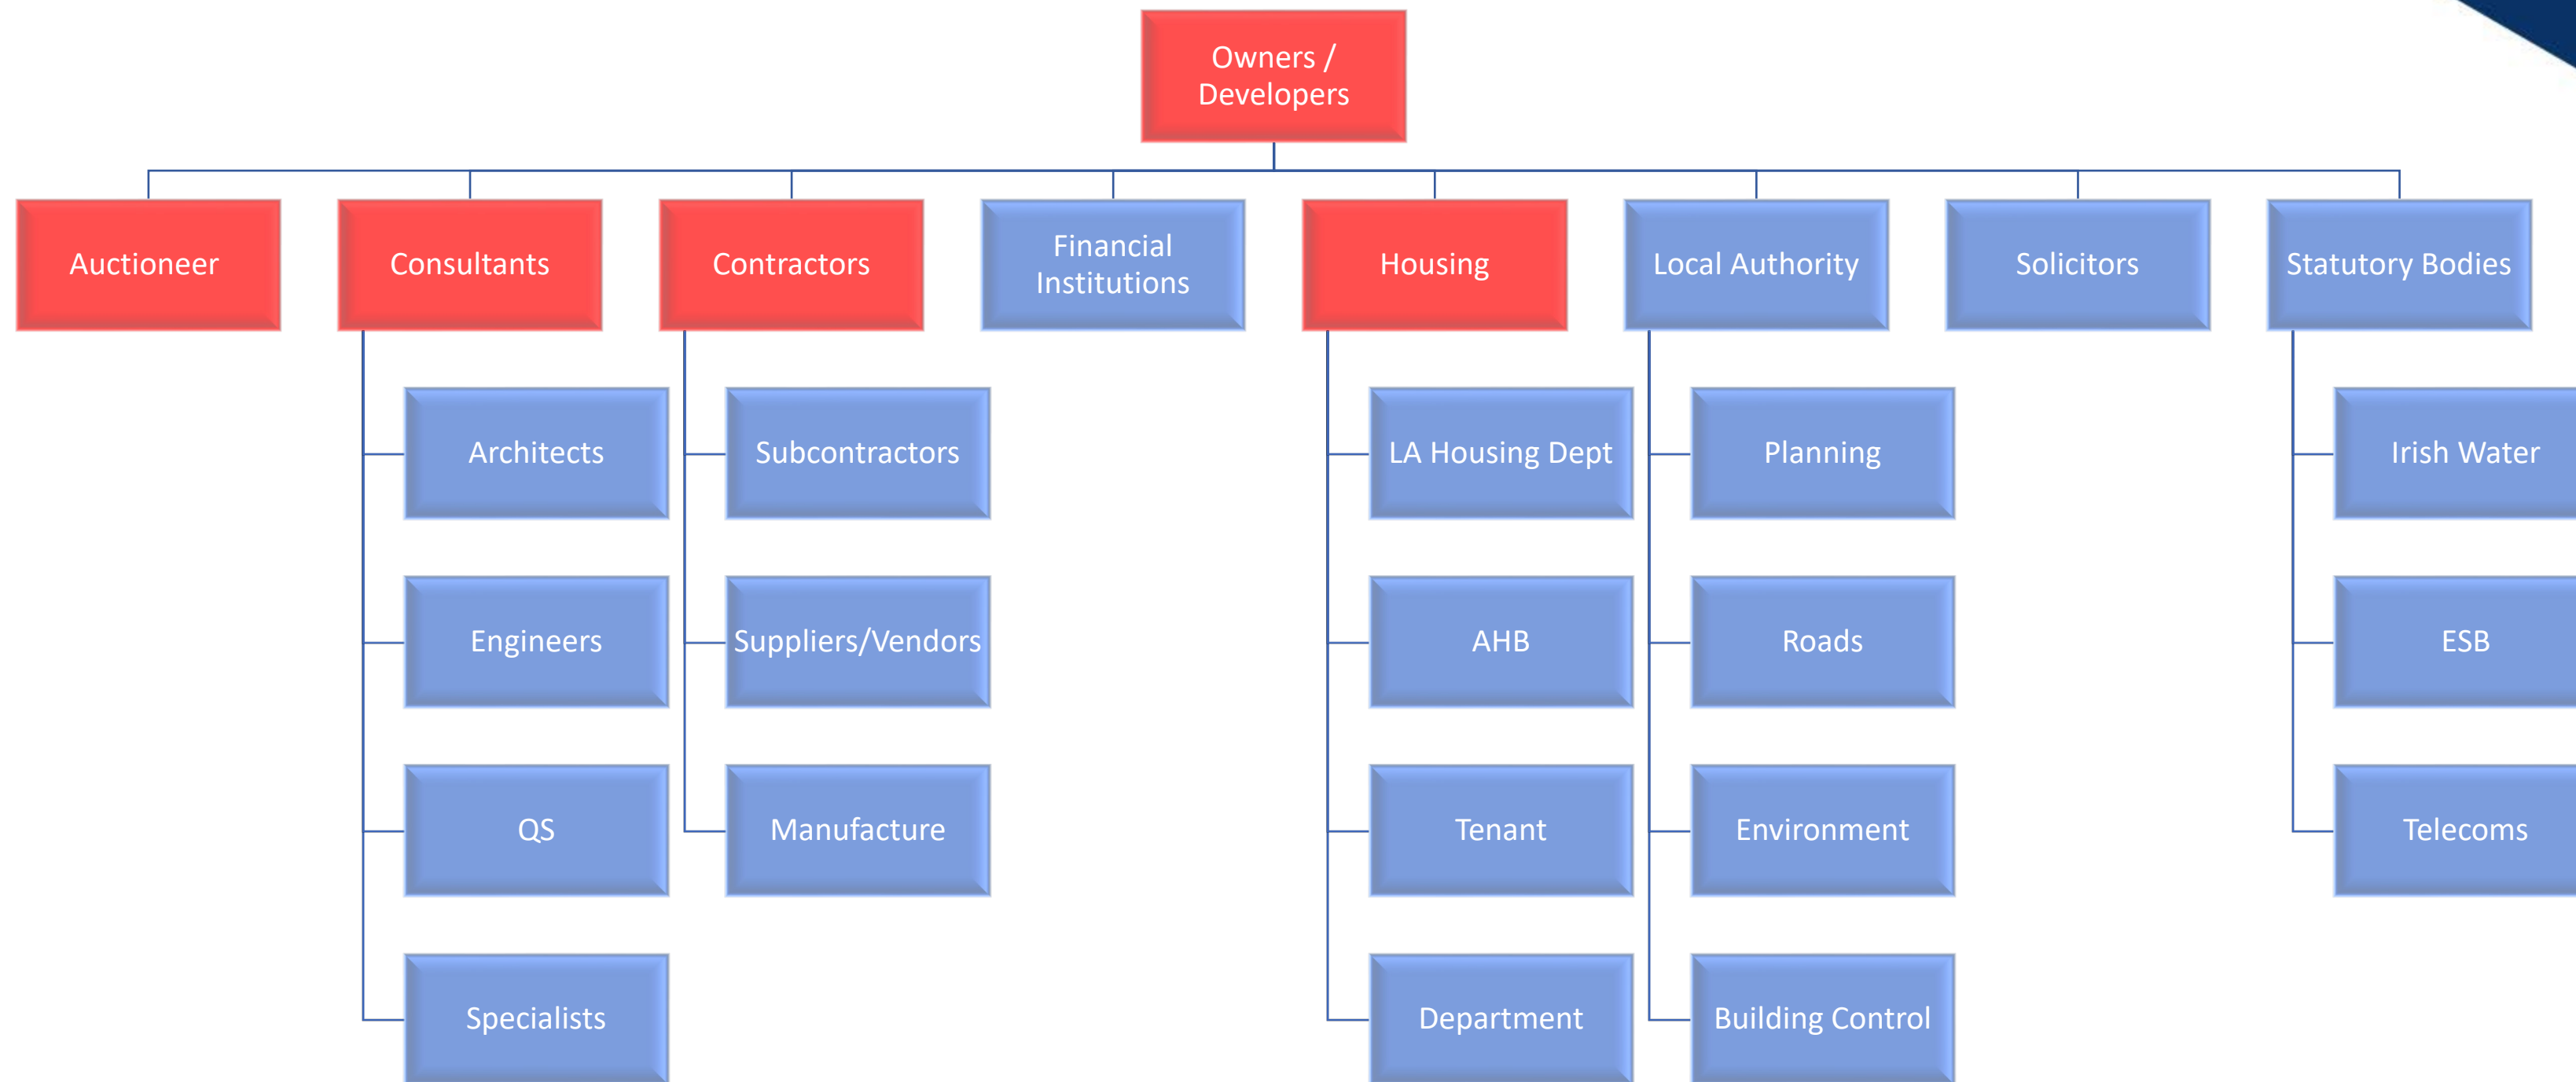 Owners /
Developers
Auctioneer
Consultants
Contractors
Financial
Institutions
Housing
Local Authority
Solicitors
Statutory Bodies
Architects
Subcontractors
LA Housing Dept
Planning
Irish Water
Engineers
Suppliers/Vendors
AHB
Roads
ESB
QS
Manufacture
Tenant
Environment
Telecoms
Specialists
Department
Building Control